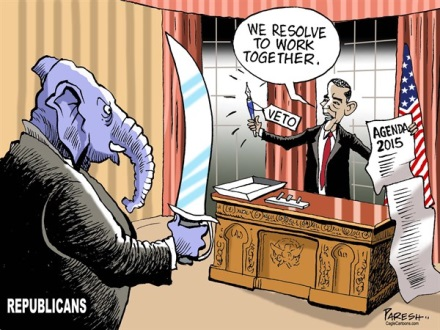 WE RESOLVE
TO WORK
TOGETHER.
VETO
AGENDA
2015
REPUBLICANS
PARESH
CagleCartoons.com